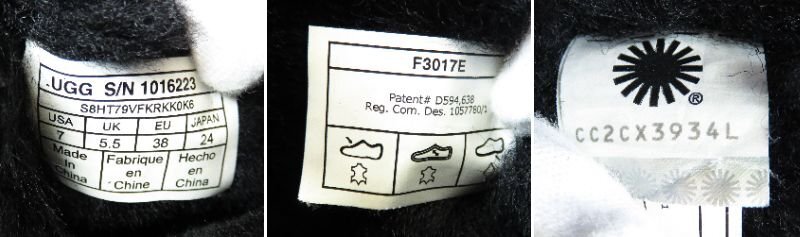 UGG S/N 1016223
S8HT79VFKRKK0K6
USA UK EU JAPAN
7 5.5 38 24
Made in China
Fabrique en Chine
Hecho en China
F3017E
Patent# D594,638
Reg. Com. Des. 1057780/1
®
CC2CX3934L